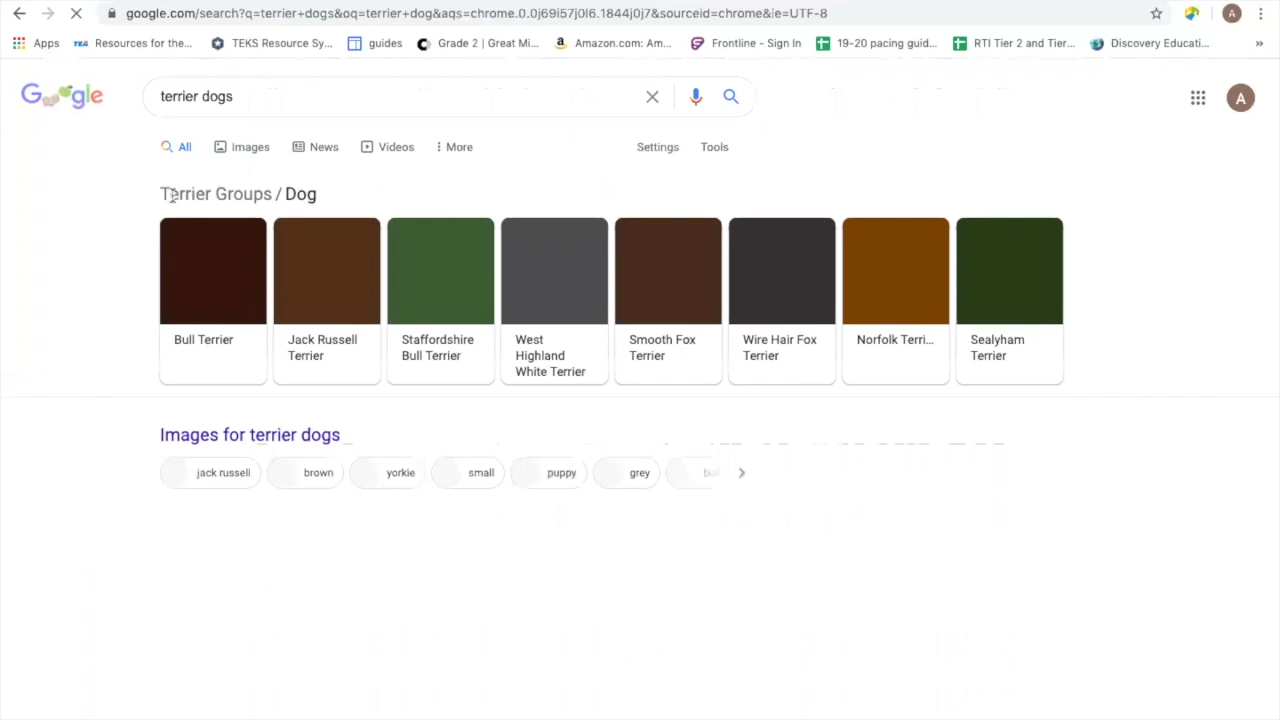 google.com/search?q=terrier+dogs&oq=terrier+dog&aqs=chrome.0.0j69i57j0l6.1844j0j7&sourceid=chrome&ie=UTF-8 A
Apps TEA Resources for the... TEKS Resource Sy... guides Grade 2 | Great Mi... Amazon.com: Am... Frontline - Sign In 19-20 pacing guid... RTI Tier 2 and Tier... Discovery Educati... »
Google terrier dogs A
All Images News Videos More Settings Tools
Terrier Groups / Dog
Bull Terrier
Jack Russell
Terrier
Staffordshire
Bull Terrier
West
Highland
White Terrier
Smooth Fox
Terrier
Wire Hair Fox
Terrier
Norfolk Terri...
Sealyham
Terrier
Images for terrier dogs
jack russell brown yorkie small puppy grey